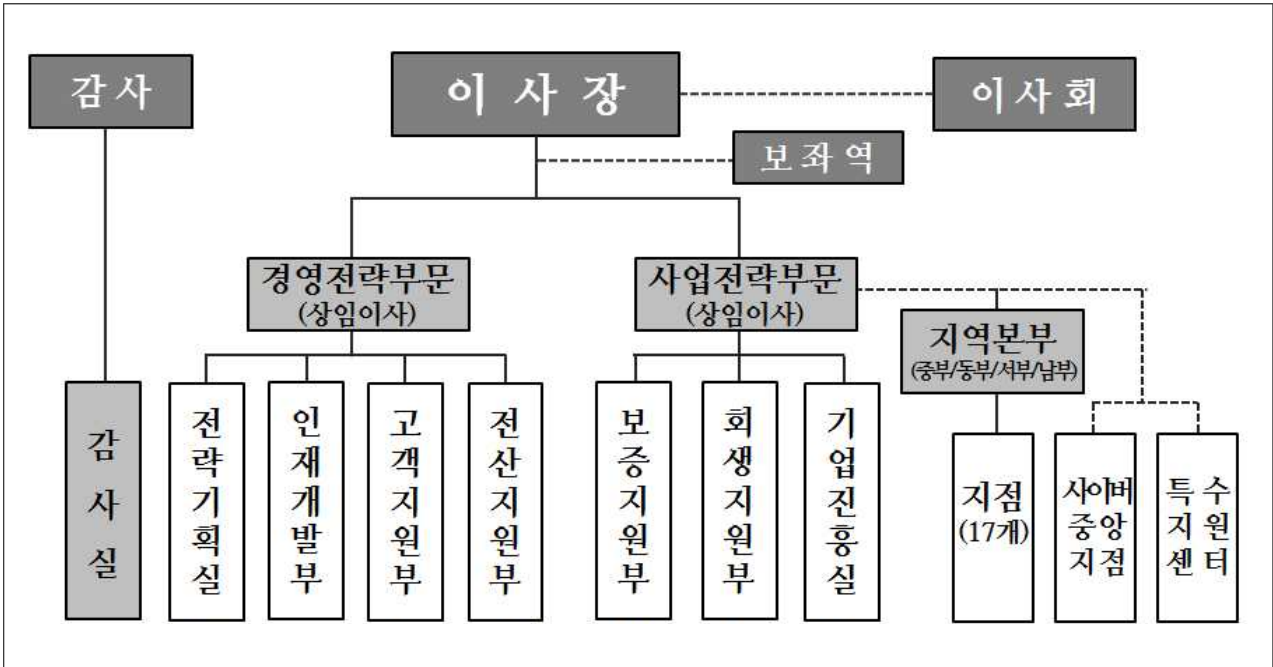 감사
이사장
이사회
보좌역
경영전략부문
(상임이사)
사업전략부문
(상임이사)
지역본부
(중부/동부/서부/남부)
감사실
전략기획실
인재개발부
고객지원부
전산지원부
보증지원부
회생지원부
기업진흥실
지점
(17개)
사이버
중앙
지점
특수
지원
센터